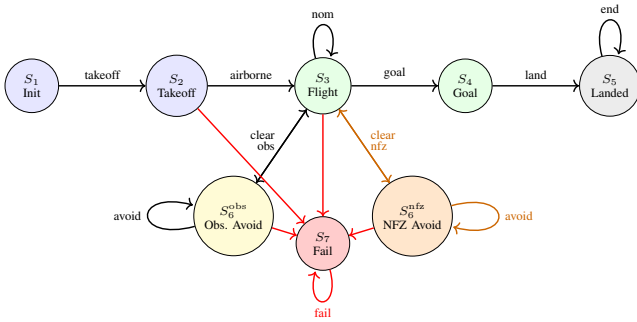 nom
end
S₁
Init
takeoff
S₂
Takeoff
airborne
S₃
Flight
goal
S₄
Goal
land
S₅
Landed
clear
obs
clear
nfz
avoid
S₆ᵒᵇˢ
Obs. Avoid
S₇
Fail
S₆ⁿᶠᶻ
NFZ Avoid
avoid
fail